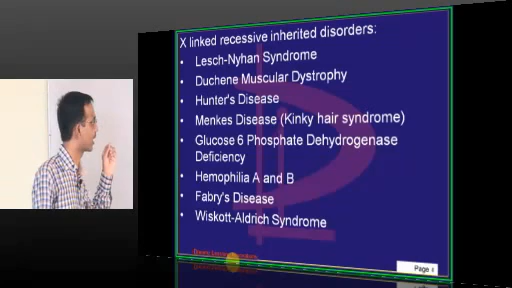 X linked recessive inherited disorders:
• Lesch-Nyhan Syndrome
• Duchene Muscular Dystrophy
• Hunter's Disease
• Menkes Disease (Kinky hair syndrome)
• Glucose 6 Phosphate Dehydrogenase
Deficiency
• Hemophilia A and B
• Fabry's Disease
• Wiskott-Aldrich Syndrome
Page